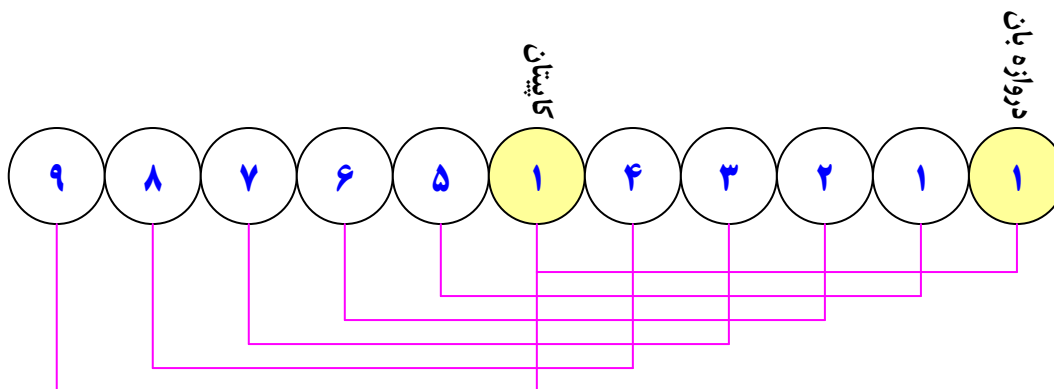 دروازه بان
کاپیتان
۱ ۱ ۲ ۳ ۴ ۱ ۵ ۶ ۷ ۸ ۹